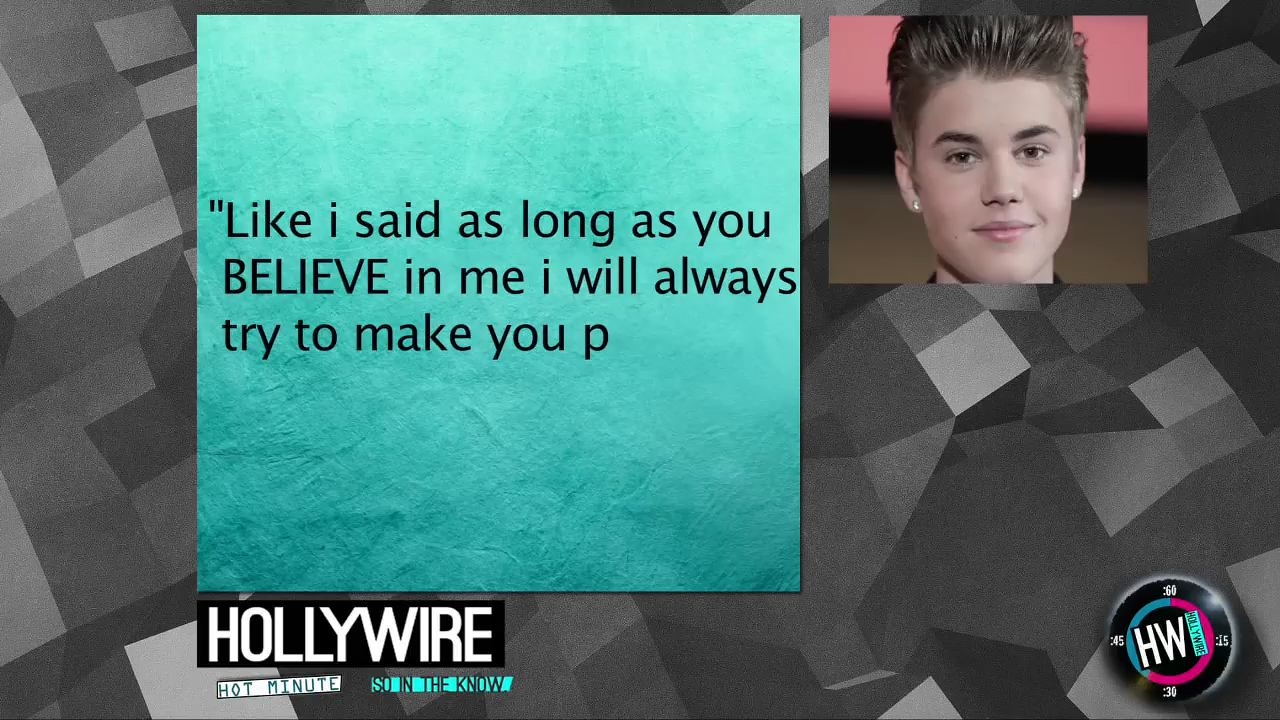 "Like i said as long as you
BELIEVE in me i will always
try to make you p
HOLLYWIRE
HOT MINUTE
SO IN THE KNOW.
:60
:45
HW
HOLLYWIRE
:15
:30